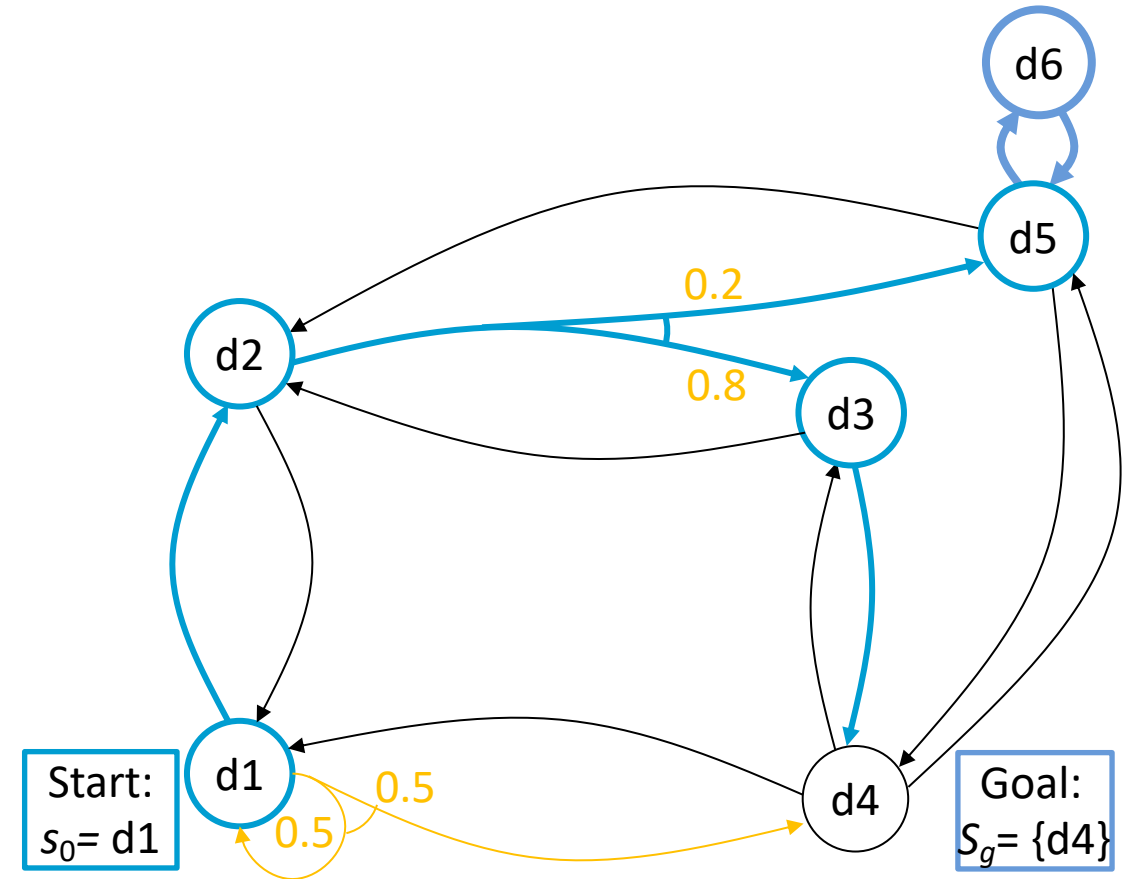 d6
d5
0.2
d2
0.8
d3
Start:
s₀= d1
d1
0.5
0.5
d4
Goal:
S_g= {d4}